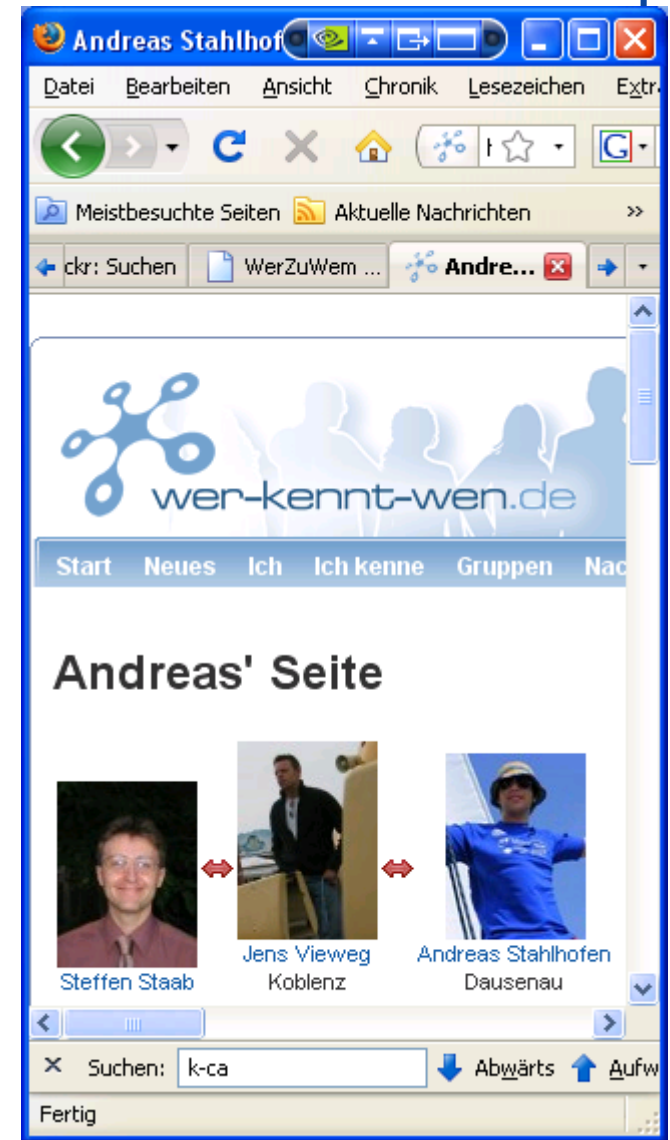 Andreas Stahlhof
Datei Bearbeiten Ansicht Chronik Lesezeichen Extr
G
Meistbesuchte Seiten Aktuelle Nachrichten »
ckr: Suchen WerZuWem ... Andre...
wer-kennt-wen.de
Start Neues Ich Ich kenne Gruppen Nac
Andreas' Seite
Steffen Staab
Jens Vieweg
Koblenz
Andreas Stahlhofen
Dausenau
Suchen: k-ca Abwärts Aufw
Fertig